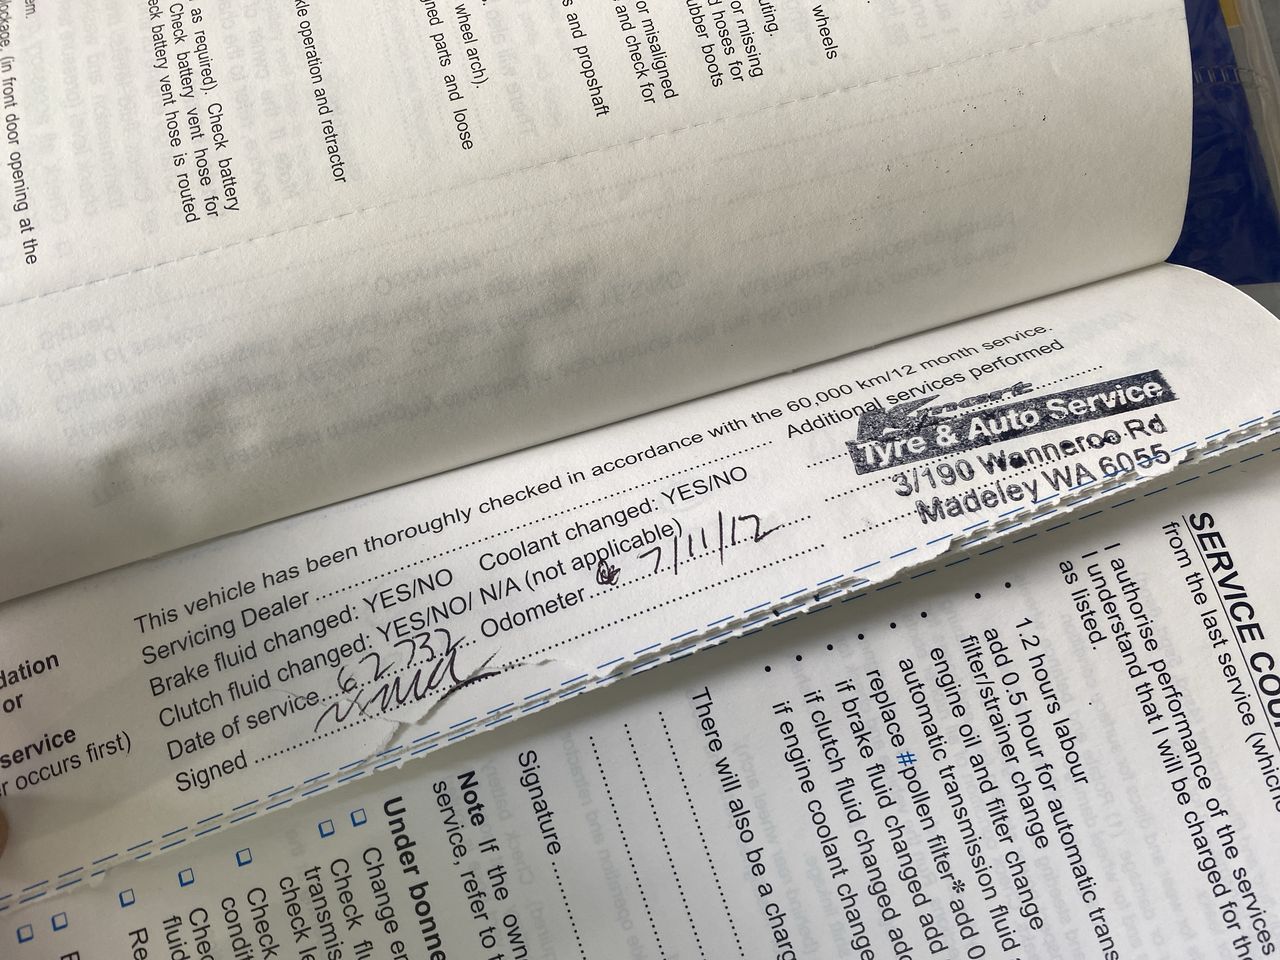 em.
lockage, (in front door opening at the
as required). Check battery
Check battery vent hose for
eck battery vent hose is routed
kle operation and retractor
wheel arch).
gned parts and loose
s and propshaft
or misaligned
and check for
uting.
or missing
d hoses for
ubber boots
wheels
dation
or
service
r occurs first)
This vehicle has been thoroughly checked in accordance with the 60,000 km/12 month service.
Servicing Dealer
Additional services performed
Brake fluid changed: YES/NO Coolant changed: YES/NO
Clutch fluid changed: YES/NO/ N/A (not applicable)
Date of service 62732 Odometer 7/11/12
Signed
Tyre & Auto Service
3/190 Wanneroo Rd
Madeley WA 6055
SERVICE COU
from the last service (which
I authorise performance of the services
I understand that I will be charged for the
as listed.
• 1.2 hours labour
• add 0.5 hour for automatic trans
filter/strainer change
• engine oil and filter change
• automatic transmission fluid
• replace #pollen filter* add 0
• if brake fluid changed add
• if clutch fluid changed add
• if engine coolant change
There will also be a charg
Signature
Note If the own
service, refer to t
Under bonne
Change en
Check flu
transmis
check le
Check
condit
Chec
fluid
Re